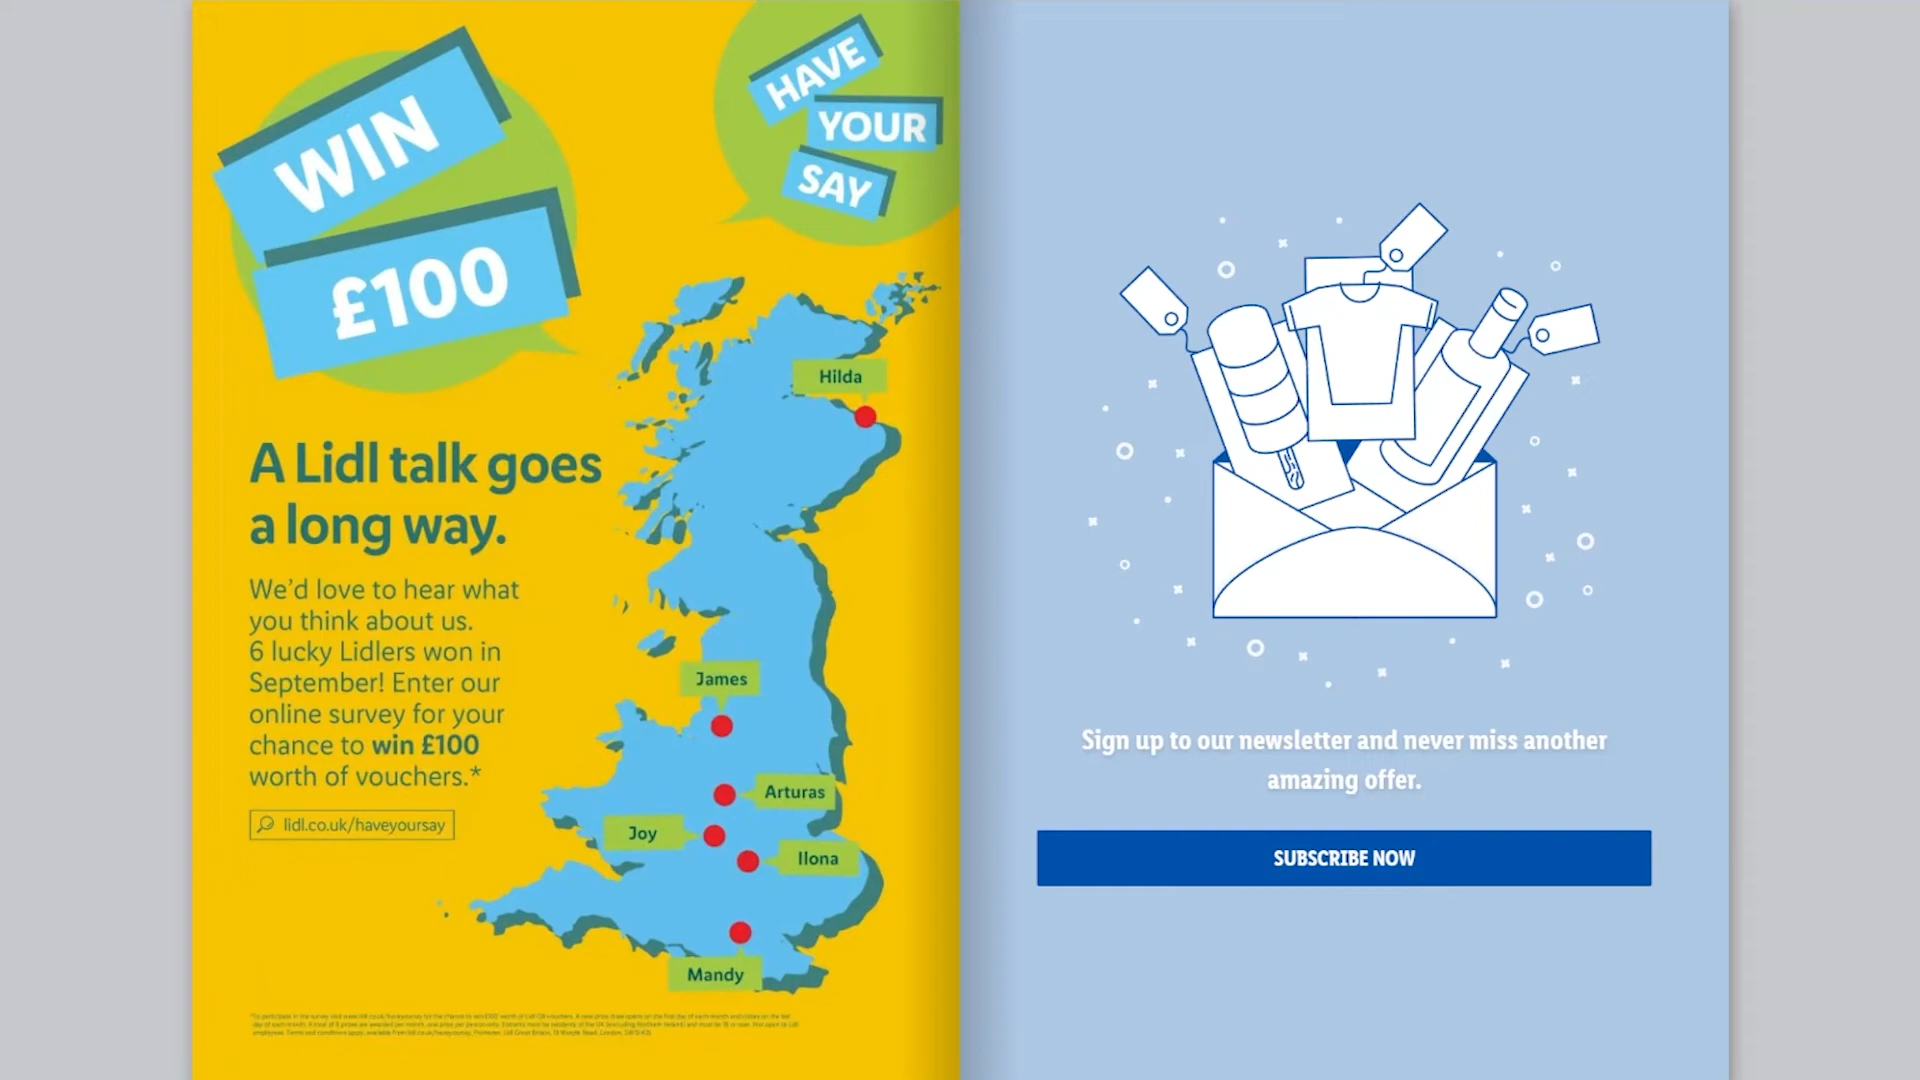 WIN
£100
HAVE
YOUR
SAY
A Lidl talk goes
a long way.
We’d love to hear what
you think about us.
6 lucky Lidlers won in
September! Enter our
online survey for your
chance to win £100
worth of vouchers.*
lidl.co.uk/haveyoursay
Hilda
James
Arturas
Joy
Ilona
Mandy
Sign up to our newsletter and never miss another
amazing offer.
SUBSCRIBE NOW